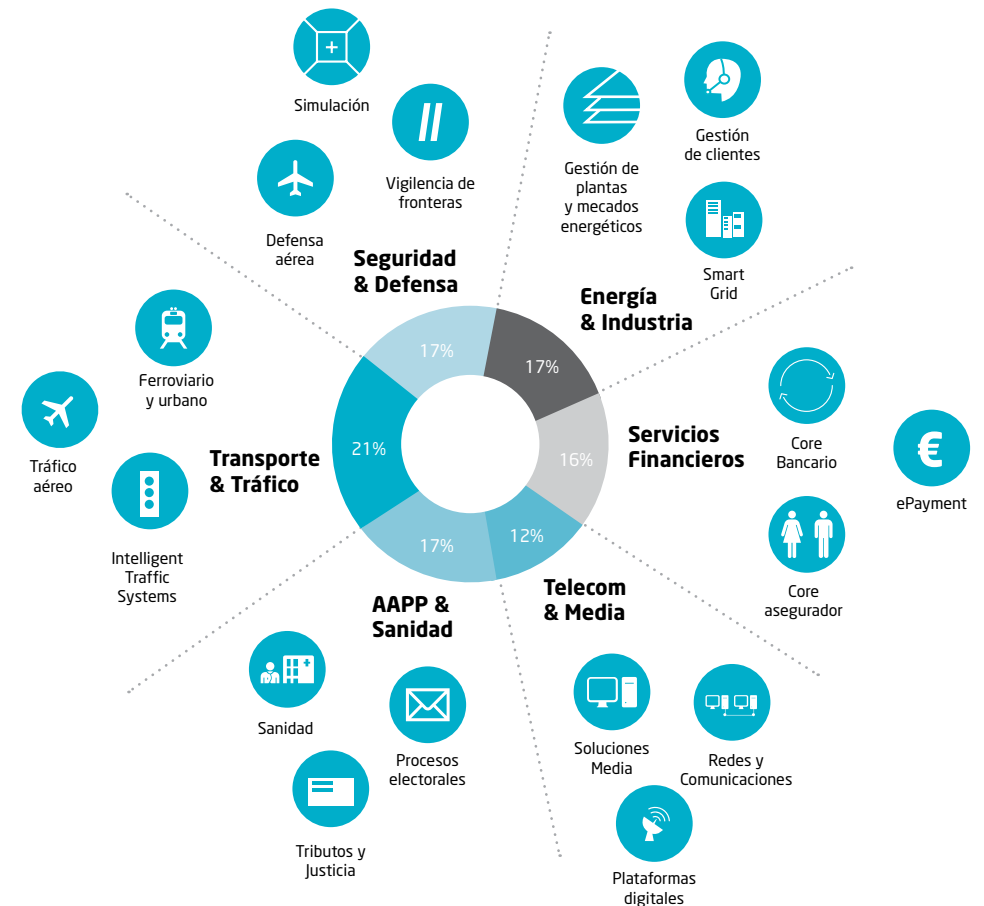 Simulación
Vigilencia de
fronteras
Defensa
aérea
Seguridad
& Defensa
17%
Gestión de
plantas
y mecados
energéticos
Gestión
de clientes
Smart
Grid
Energía
& Industria
17%
Servicios
Financieros
16%
Core
Bancario
€
ePayment
Core
asegurador
Telecom
& Media
12%
Soluciones
Media
Redes y
Comunicaciones
Plataformas
digitales
AAPP &
Sanidad
17%
Sanidad
Procesos
electorales
Tributos y
Justicia
Transporte
& Tráfico
21%
Ferroviario
y urbano
Tráfico
aéreo
Intelligent
Traffic
Systems